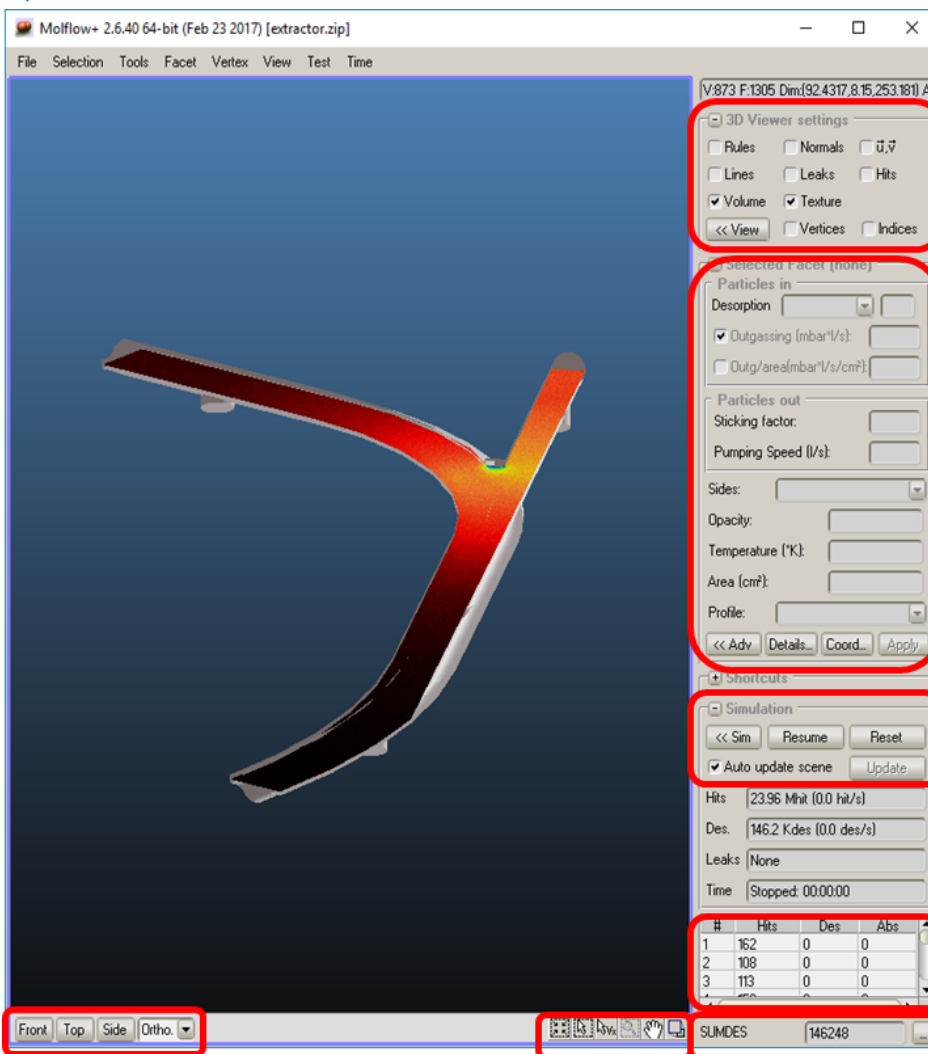 Molflow+ 2.6.40 64-bit (Feb 23 2017) [extractor.zip]
File Selection Tools Facet Vertex View Test Time
V:873 F:1305 Dim:(92.4317,8.15,253.181) A
3D Viewer settings
Rules Normals ū,v̄
Lines Leaks Hits
Volume Texture
<< View Vertices Indices
Selected Facet (none)
Particles in
Desorption
Outgassing (mbar*l/s):
Outg/area(mbar*l/s/cm²):
Particles out
Sticking factor:
Pumping Speed (l/s):
Sides:
Opacity:
Temperature (°K):
Area (cm²):
Profile:
<< Adv Details... Coord... Apply
Shortcuts
Simulation
<< Sim Resume Reset
Auto update scene Update
Hits 23.96 Mhit (0.0 hit/s)
Des. 146.2 Kdes (0.0 des/s)
Leaks None
Time Stopped: 00:00:00
# Hits Des Abs
1 162 0 0
2 108 0 0
3 113 0 0
Front Top Side Ortho.
Vx
SUMDES 146248 ...